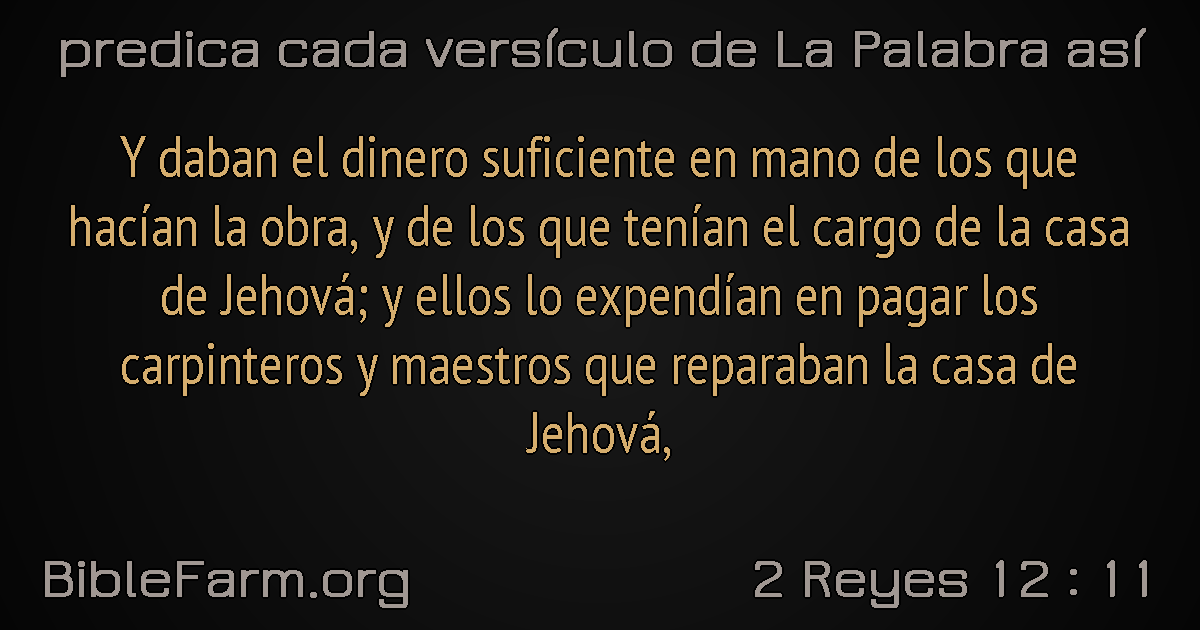 predica cada versículo de La Palabra así
Y daban el dinero suficiente en mano de los que
hacían la obra, y de los que tenían el cargo de la casa
de Jehová; y ellos lo expendían en pagar los
carpinteros y maestros que reparaban la casa de
Jehová,
BibleFarm.org
2 Reyes 12 : 11